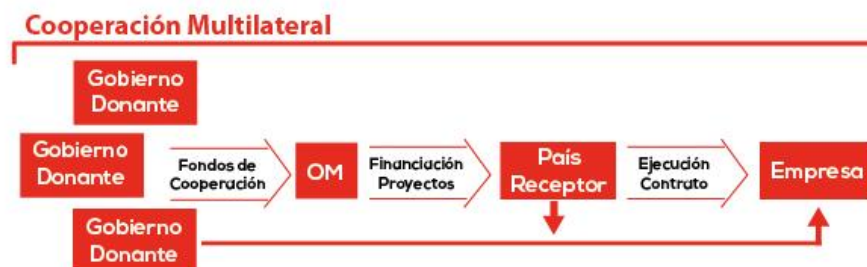 Cooperación Multilateral
Gobierno
Donante
Gobierno
Donante
Fondos de
Cooperación
OM
Financiación
Proyectos
País
Receptor
Ejecución
Contrato
Empresa
Gobierno
Donante